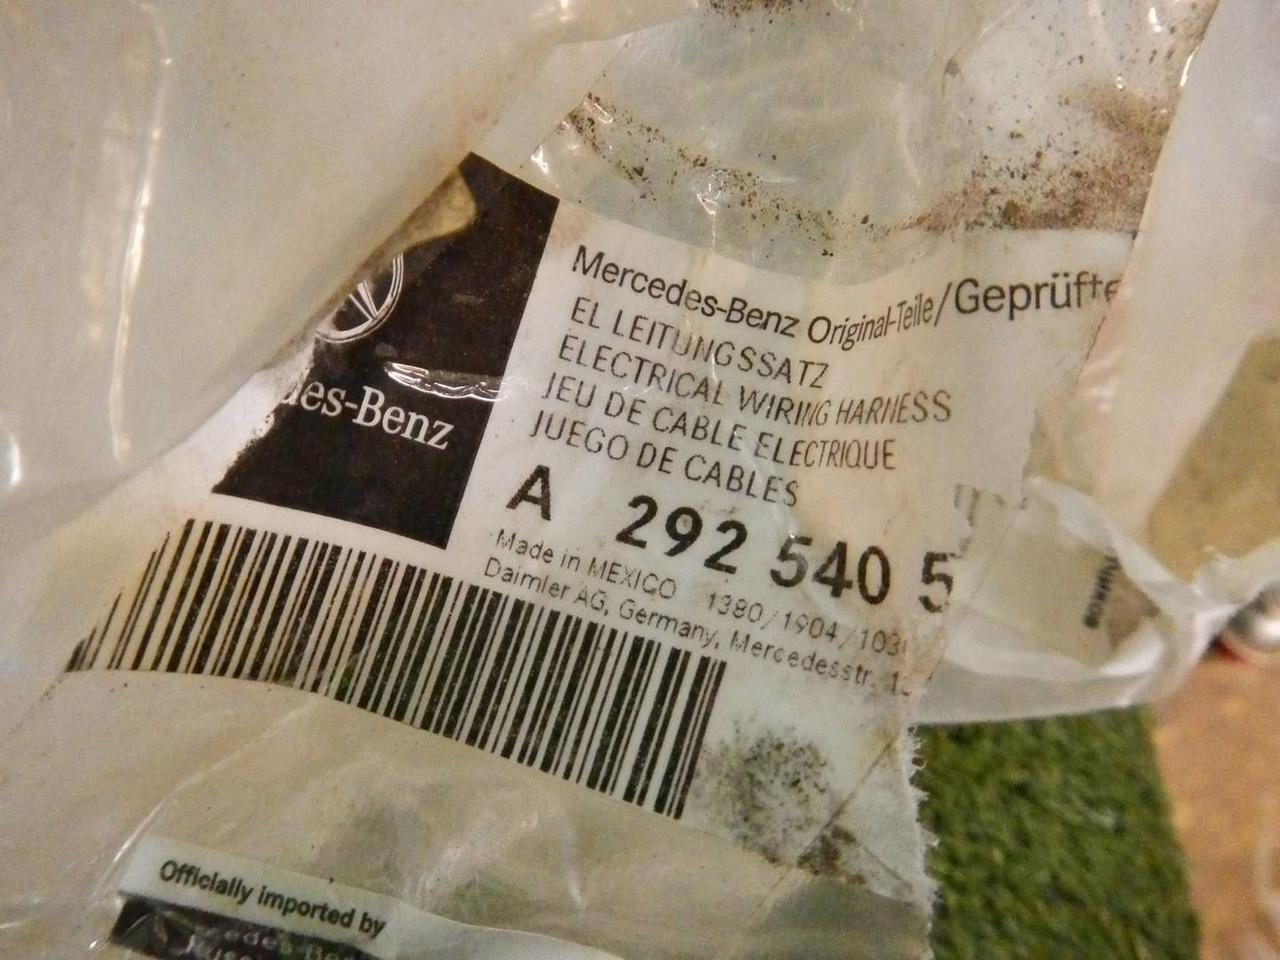 Mercedes-Benz Original-Teile/Geprüfte
EL LEITUNGSSATZ
ELECTRICAL WIRING HARNESS
JEU DE CABLE ELECTRIQUE
JUEGO DE CABLES
A 292 540 5
Made in MEXICO 1380/1904/103
Daimler AG, Germany, Mercedesstr. 1
des-Benz
Officially imported by